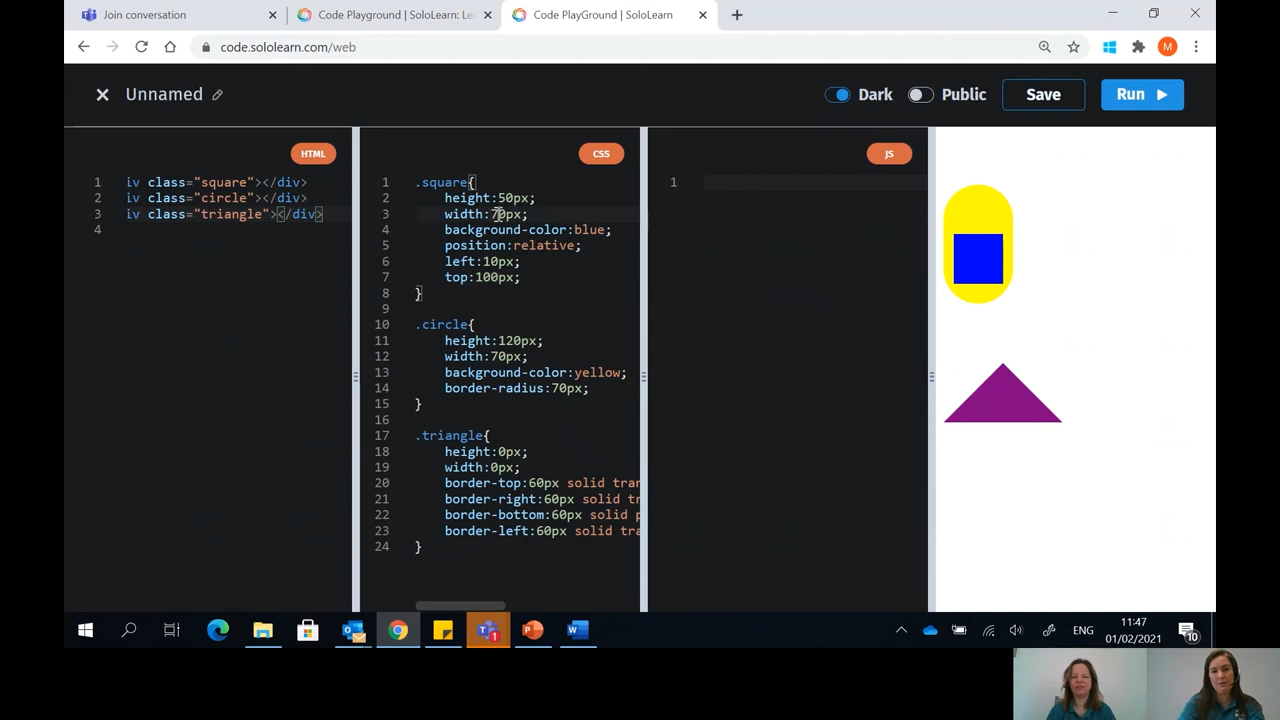 Join conversation
Code Playground | SoloLearn: Le
Code PlayGround | SoloLearn
code.sololearn.com/web
M
Unnamed
Dark
Public
Save
Run
HTML
1 iv class="square"></div>
2 iv class="circle"></div>
3 iv class="triangle"></div>
4
CSS
1 .square{
2 height:50px;
3 width:70px;
4 background-color:blue;
5 position:relative;
6 left:10px;
7 top:100px;
8 }
9
10 .circle{
11 height:120px;
12 width:70px;
13 background-color:yellow;
14 border-radius:70px;
15 }
16
17 .triangle{
18 height:0px;
19 width:0px;
20 border-top:60px solid tran
21 border-right:60px solid tr
22 border-bottom:60px solid p
23 border-left:60px solid tra
24 }
JS
1
1
ENG
11:47
01/02/2021
10